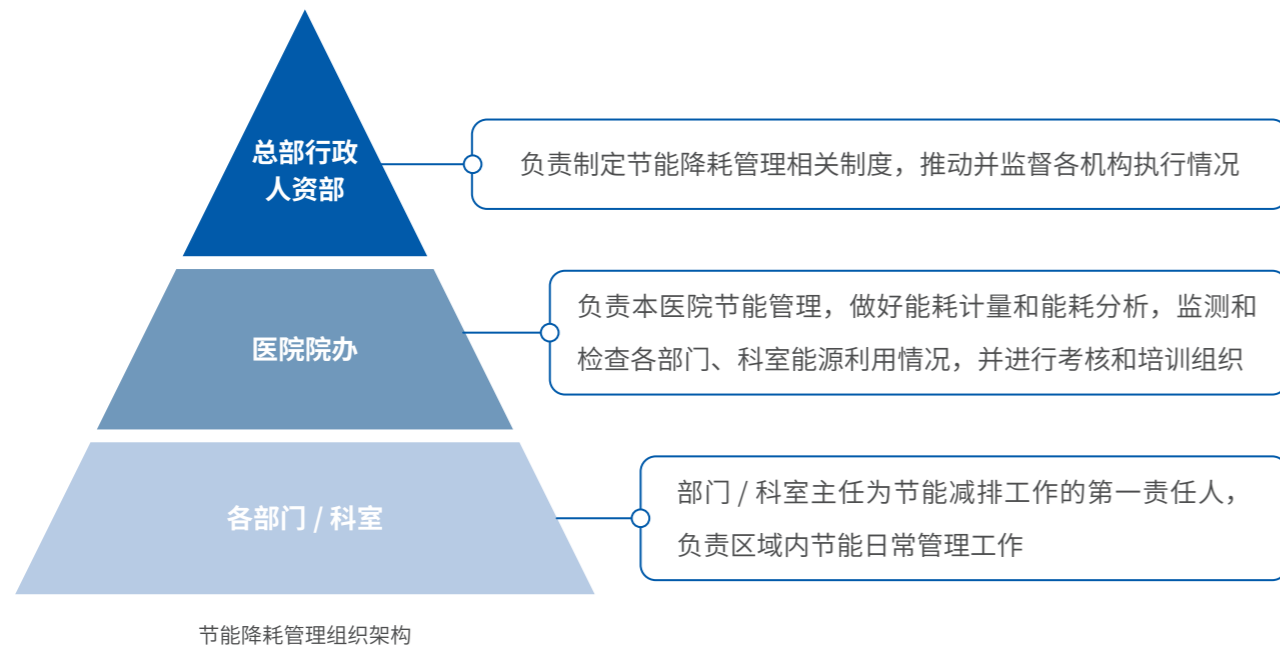 总部行政
人资部
负责制定节能降耗管理相关制度，推动并监督各机构执行情况
医院院办
负责本医院节能管理，做好能耗计量和能耗分析，监测和
检查各部门、科室能源利用情况，并进行考核和培训组织
各部门 / 科室
部门 / 科室主任为节能减排工作的第一责任人，
负责区域内节能日常管理工作
节能降耗管理组织架构